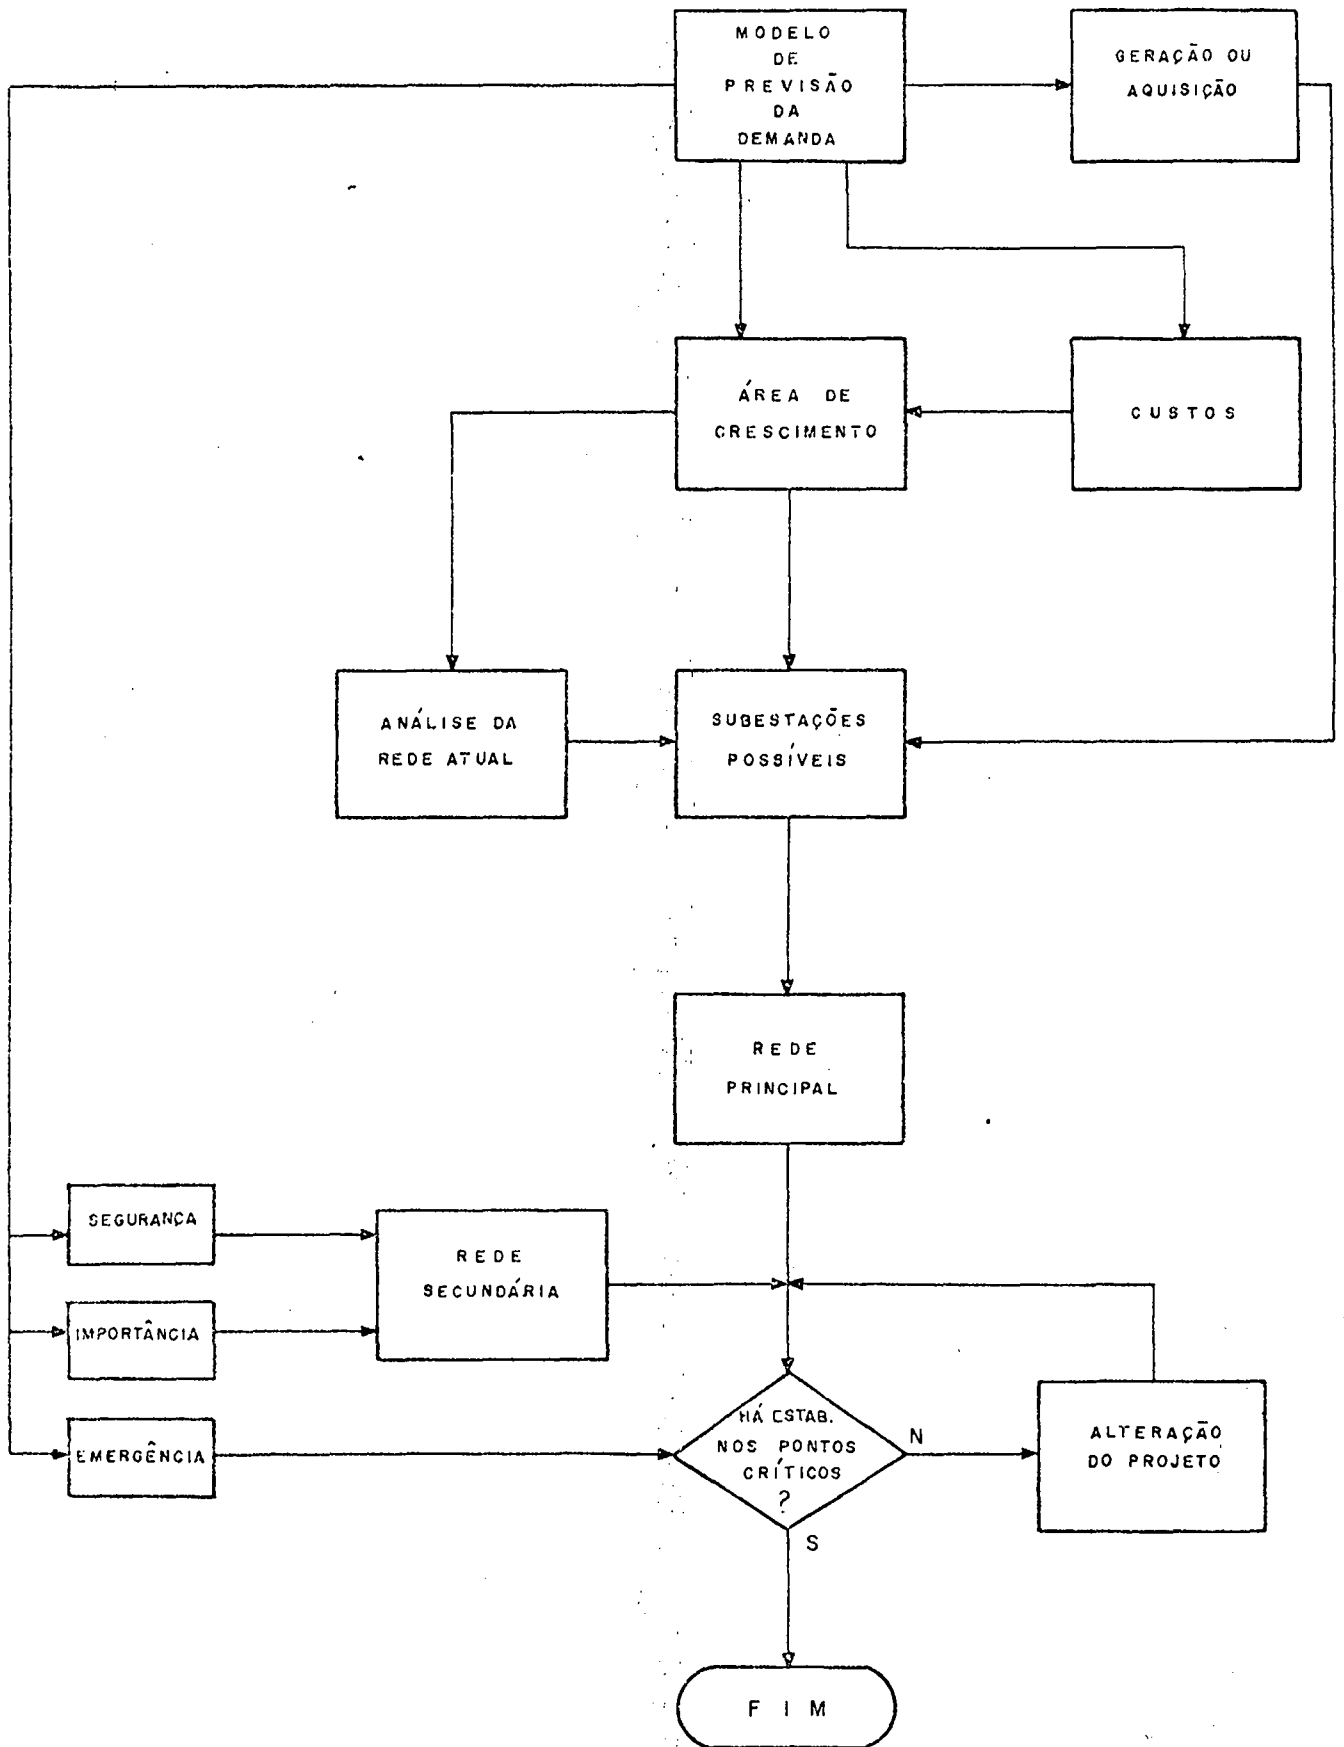 MODELO
DE
PREVISÃO
DA
DEMANDA
GERAÇÃO OU
AQUISIÇÃO
ÁREA DE
CRESCIMENTO
CUSTOS
ANÁLISE DA
REDE ATUAL
SUBESTAÇÕES
POSSÍVEIS
REDE
PRINCIPAL
SEGURANCA
REDE
SECUNDÁRIA
IMPORTÂNCIA
EMERGÊNCIA
HÁ ESTAB.
NOS PONTOS
CRÍTICOS
?
N
ALTERAÇÃO
DO PROJETO
S
FIM